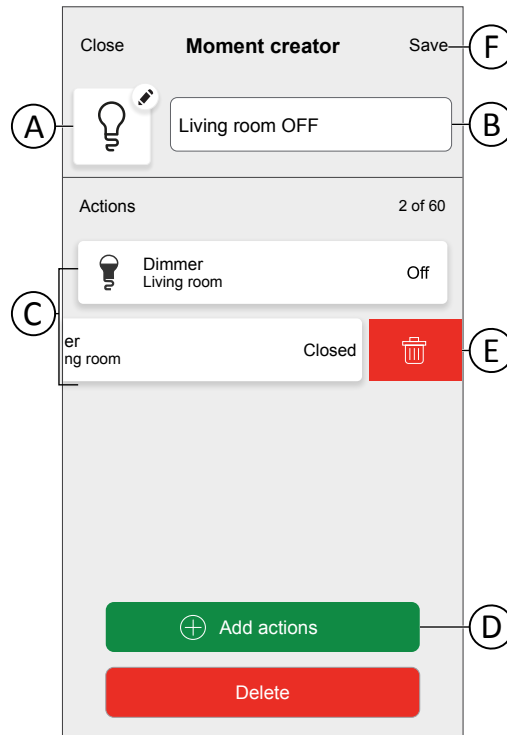 Close Moment creator Save F
A Living room OFF B
Actions 2 of 60
Dimmer
Living room Off
C
er
ng room Closed E
Add actions D
Delete